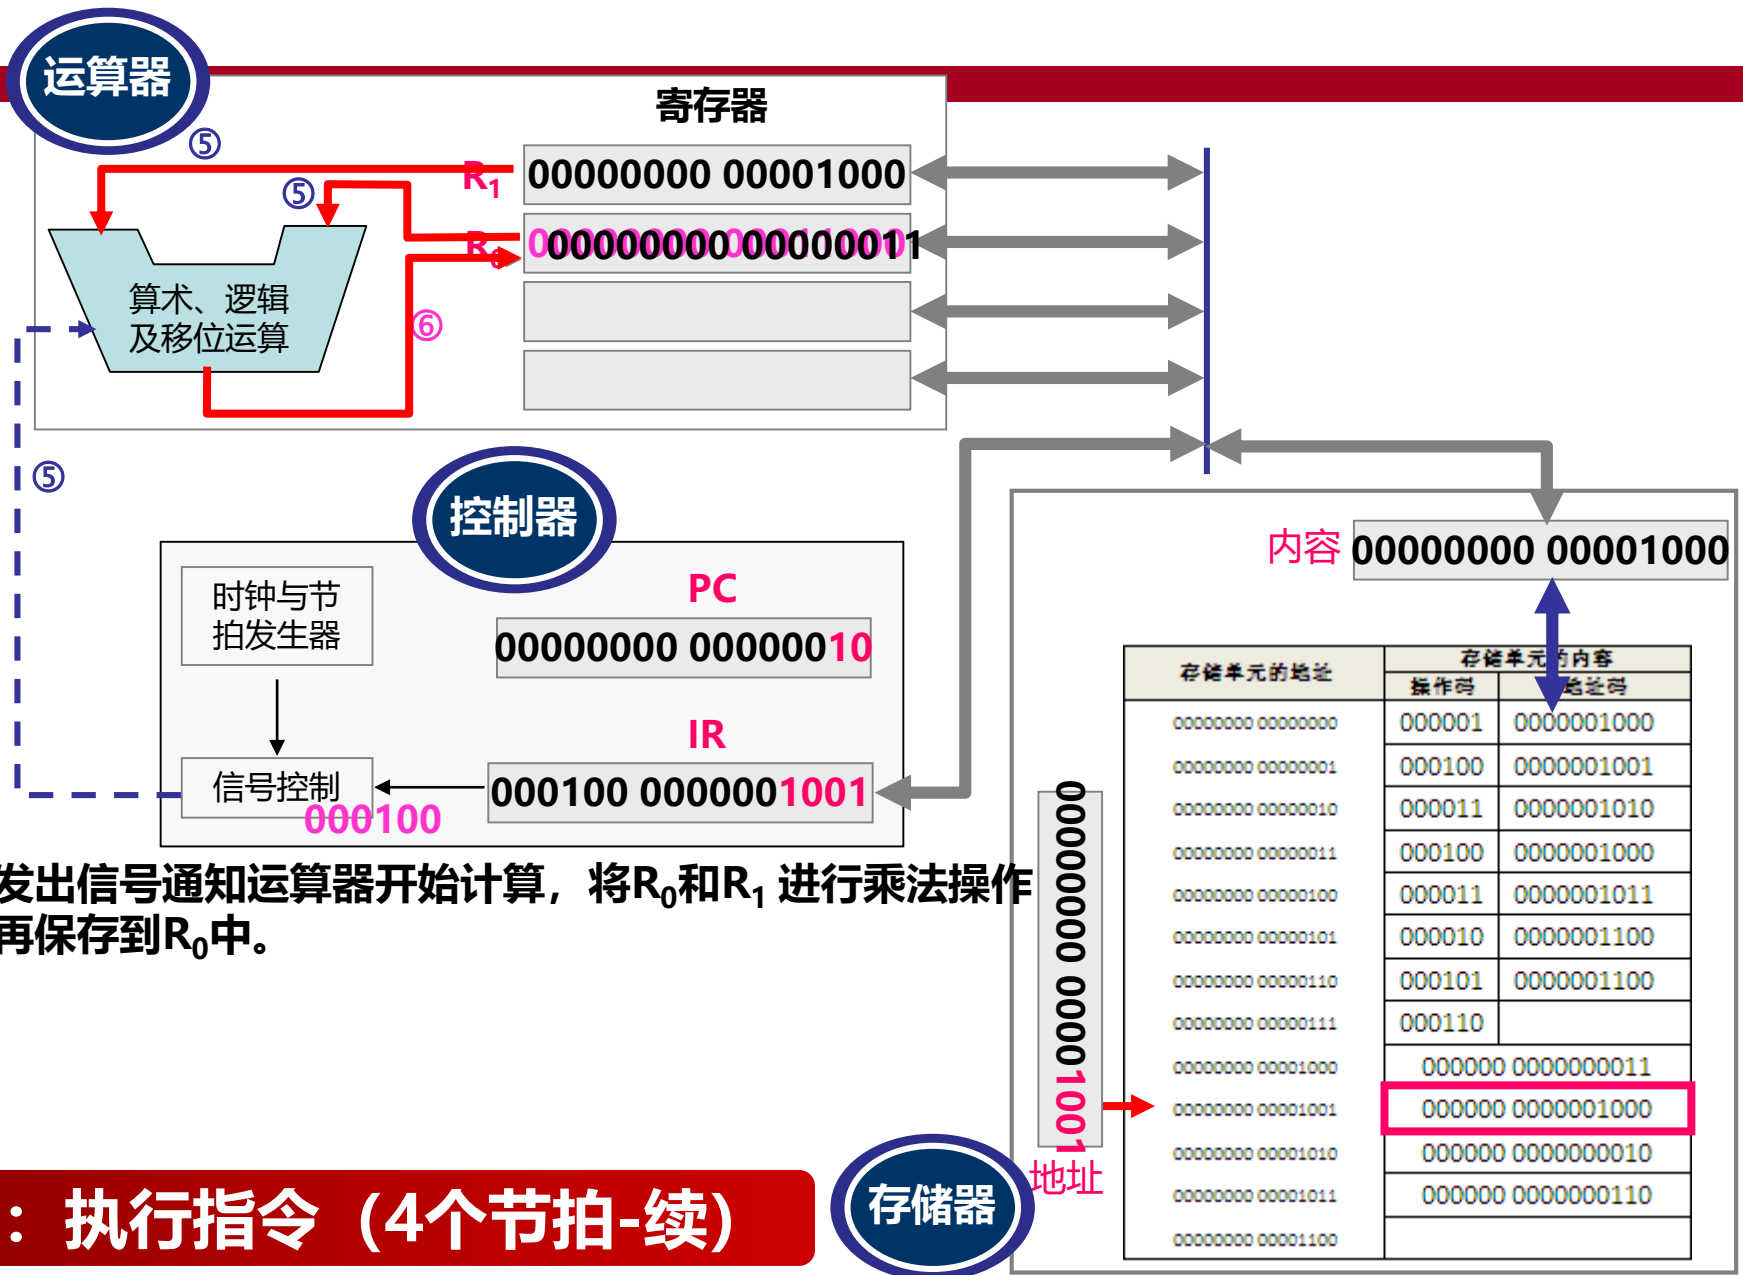 运算器
寄存器
⑤
R1 00000000 00001000
⑤
00000000 00000011
算术、逻辑
及移位运算
⑥
⑤
控制器
时钟与节
拍发生器
PC
00000000 00000010
IR
信号控制
000100 0000001001
000100
发出信号通知运算器开始计算，将R0和R1 进行乘法操作
再保存到R0中。
：执行指令（4个节拍-续）
存储器
内容 00000000 00001000
00000000 00001001
地址
存储单元的地址 存储单元的内容
操作码 地址码
00000000 00000000 000001 0000001000
00000000 00000001 000100 0000001001
00000000 00000010 000011 0000001010
00000000 00000011 000100 0000001000
00000000 00000100 000011 0000001011
00000000 00000101 000010 0000001100
00000000 00000110 000101 0000001100
00000000 00000111 000110
00000000 00001000 000000 0000000011
00000000 00001001 000000 0000001000
00000000 00001010 000000 0000000010
00000000 00001011 000000 0000000110
00000000 00001100